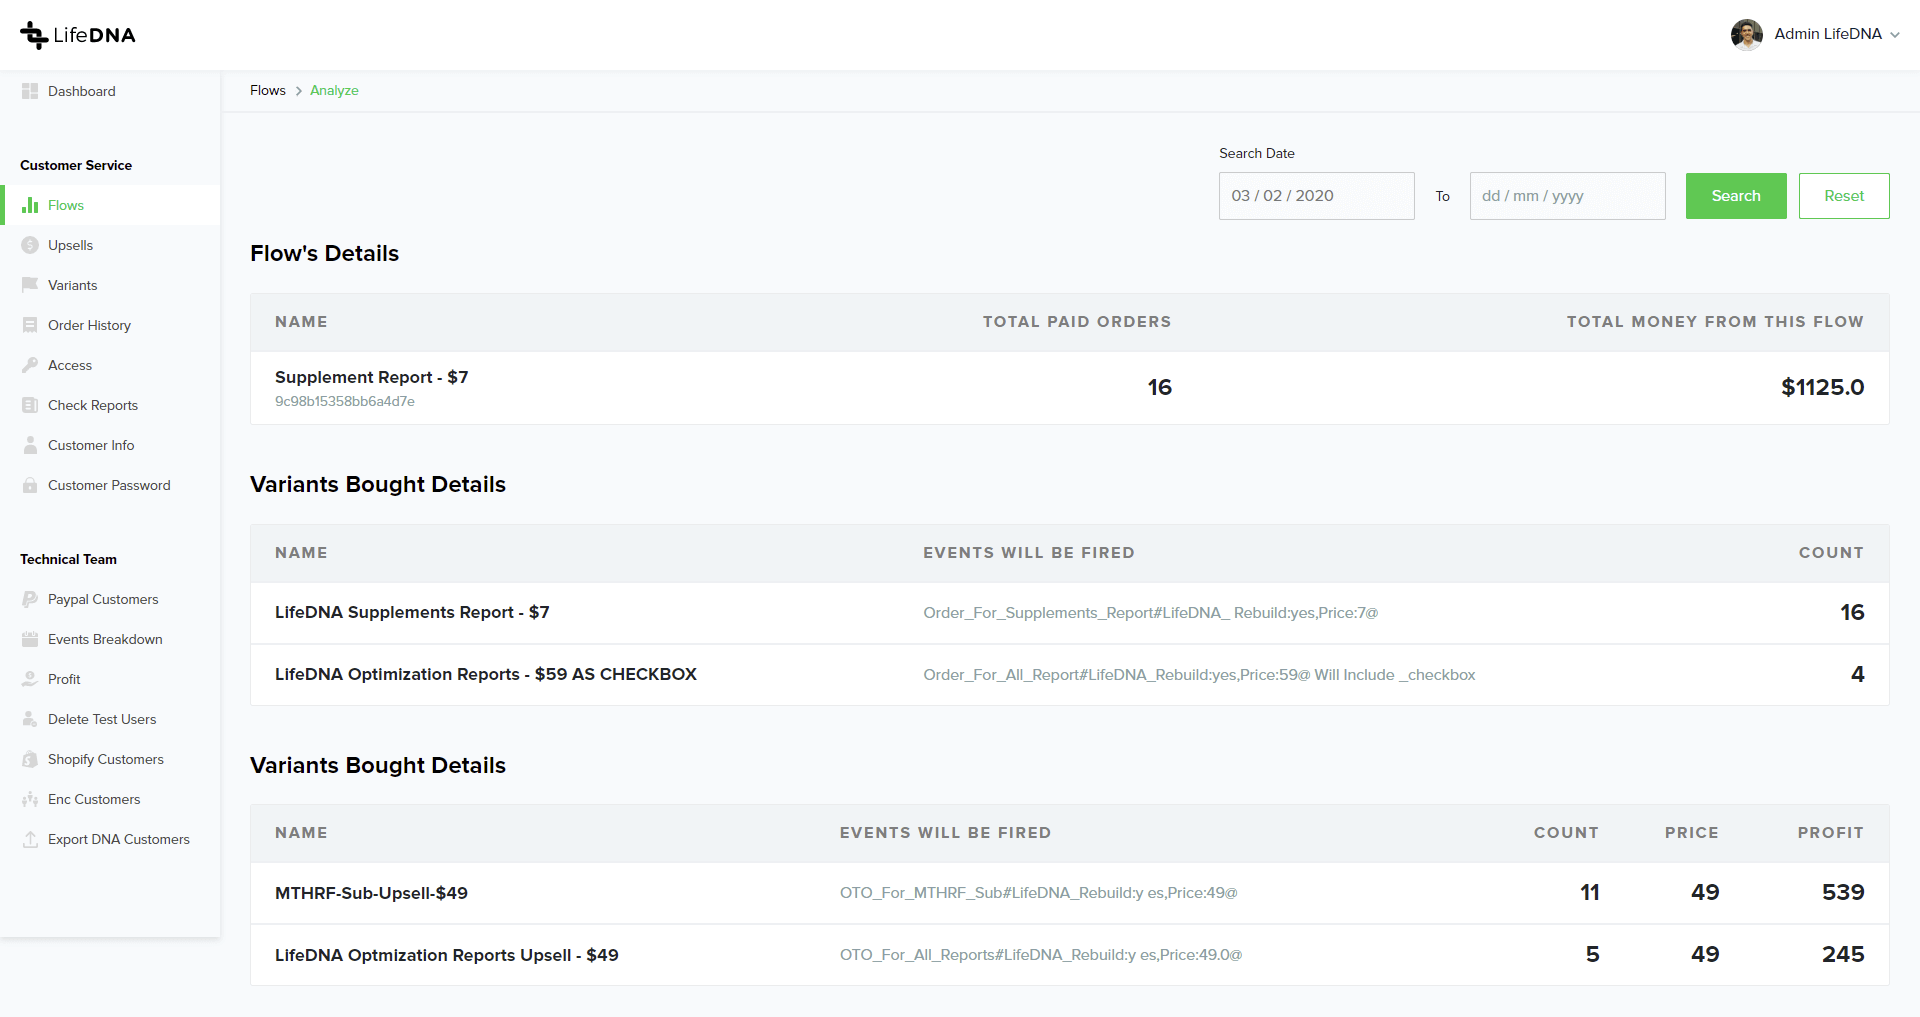 LifeDNA
Admin LifeDNA
Dashboard
Customer Service
Flows
Upsells
Variants
Order History
Access
Check Reports
Customer Info
Customer Password
Technical Team
Paypal Customers
Events Breakdown
Profit
Delete Test Users
Shopify Customers
Enc Customers
Export DNA Customers
Flows > Analyze
Search Date
03 / 02 / 2020 To dd / mm / yyyy Search Reset
Flow's Details
NAME TOTAL PAID ORDERS TOTAL MONEY FROM THIS FLOW
Supplement Report - $7 16 $1125.0
9c98b15358bb6a4d7e
Variants Bought Details
NAME EVENTS WILL BE FIRED COUNT
LifeDNA Supplements Report - $7 Order_For_Supplements_Report#LifeDNA_ Rebuild:yes,Price:7@ 16
LifeDNA Optimization Reports - $59 AS CHECKBOX Order_For_All_Report#LifeDNA_Rebuild:yes,Price:59@ Will Include _checkbox 4
Variants Bought Details
NAME EVENTS WILL BE FIRED COUNT PRICE PROFIT
MTHRF-Sub-Upsell-$49 OTO_For_MTHRF_Sub#LifeDNA_Rebuild:y es,Price:49@ 11 49 539
LifeDNA Optmization Reports Upsell - $49 OTO_For_All_Reports#LifeDNA_Rebuild:y es,Price:49.0@ 5 49 245